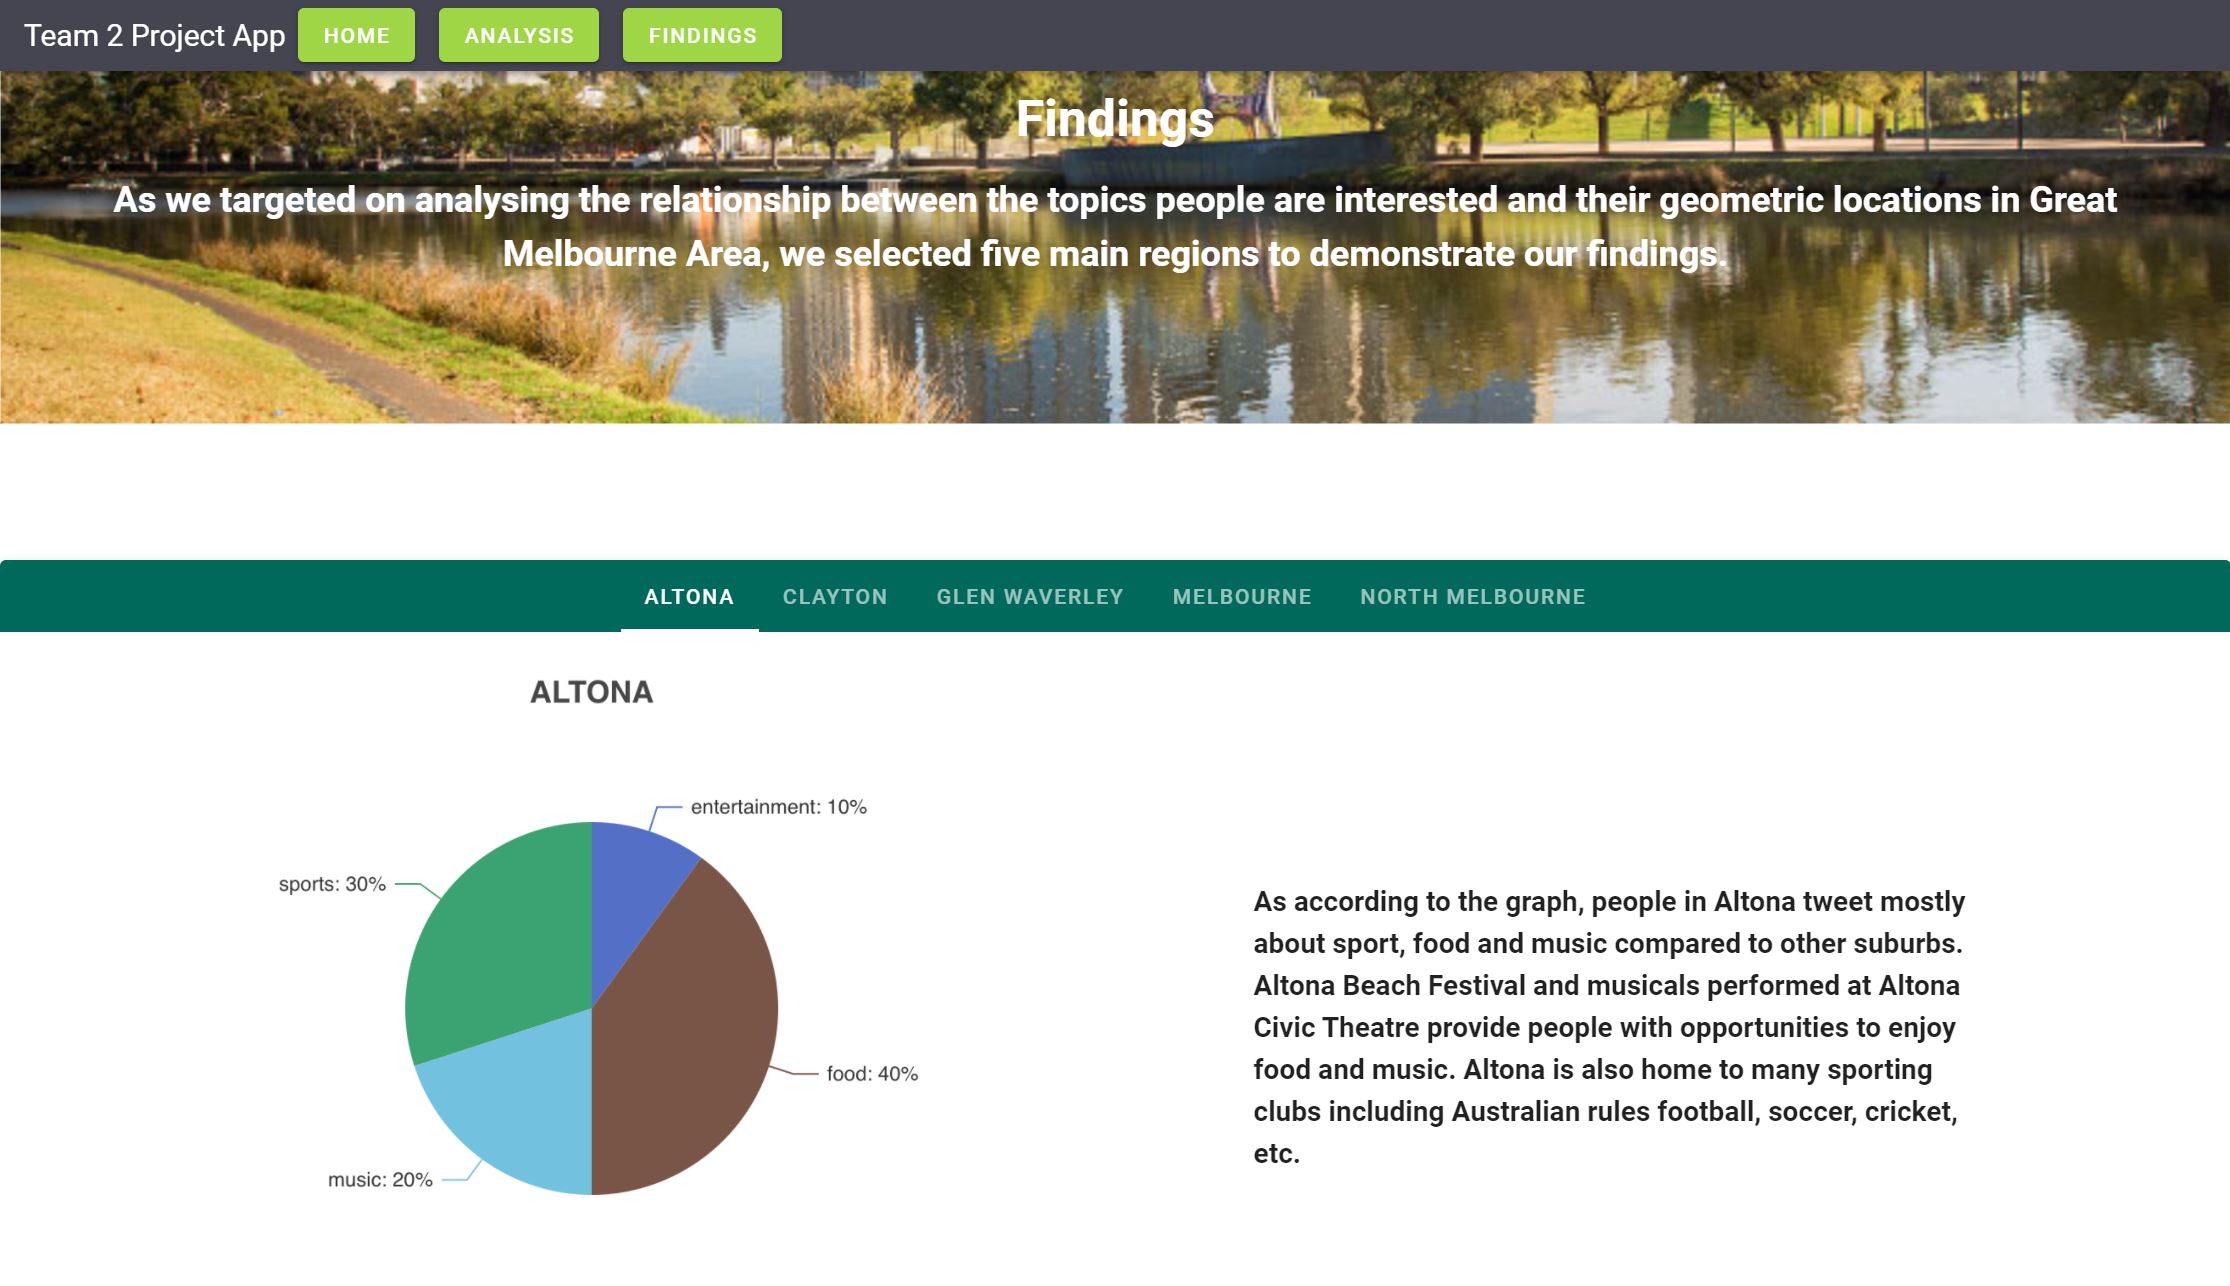 Team 2 Project App
HOME
ANALYSIS
FINDINGS
Findings
As we targeted on analysing the relationship between the topics people are interested and their geometric locations in Great
Melbourne Area, we selected five main regions to demonstrate our findings.
ALTONA
CLAYTON
GLEN WAVERLEY
MELBOURNE
NORTH MELBOURNE
ALTONA
entertainment: 10%
sports: 30%
food: 40%
music: 20%
As according to the graph, people in Altona tweet mostly
about sport, food and music compared to other suburbs.
Altona Beach Festival and musicals performed at Altona
Civic Theatre provide people with opportunities to enjoy
food and music. Altona is also home to many sporting
clubs including Australian rules football, soccer, cricket,
etc.